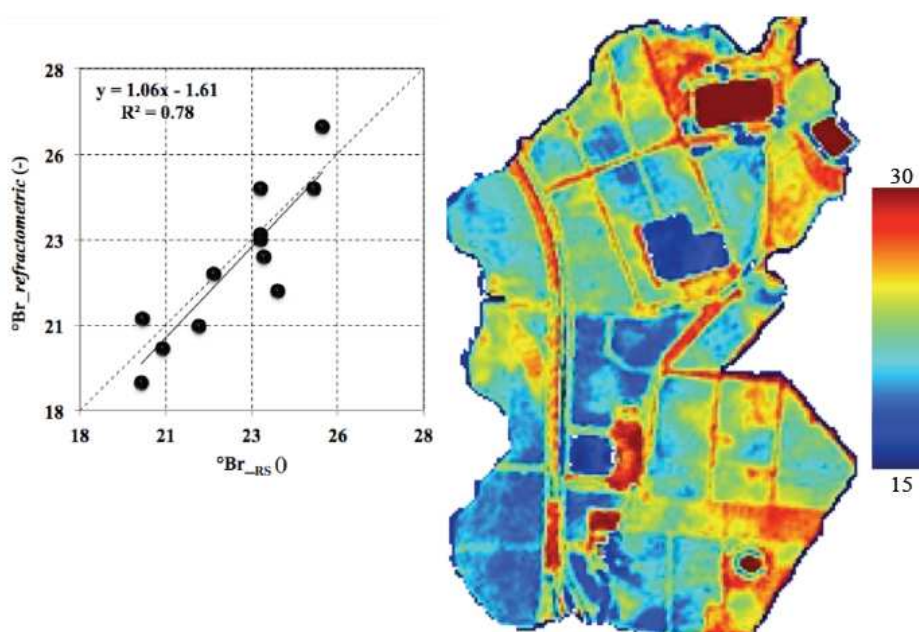 28
y = 1.06x - 1.61
R² = 0.78
26
23
21
18
°Br_refractometric (-)
18 21 23 26 28
°Br_RS ()
30
15